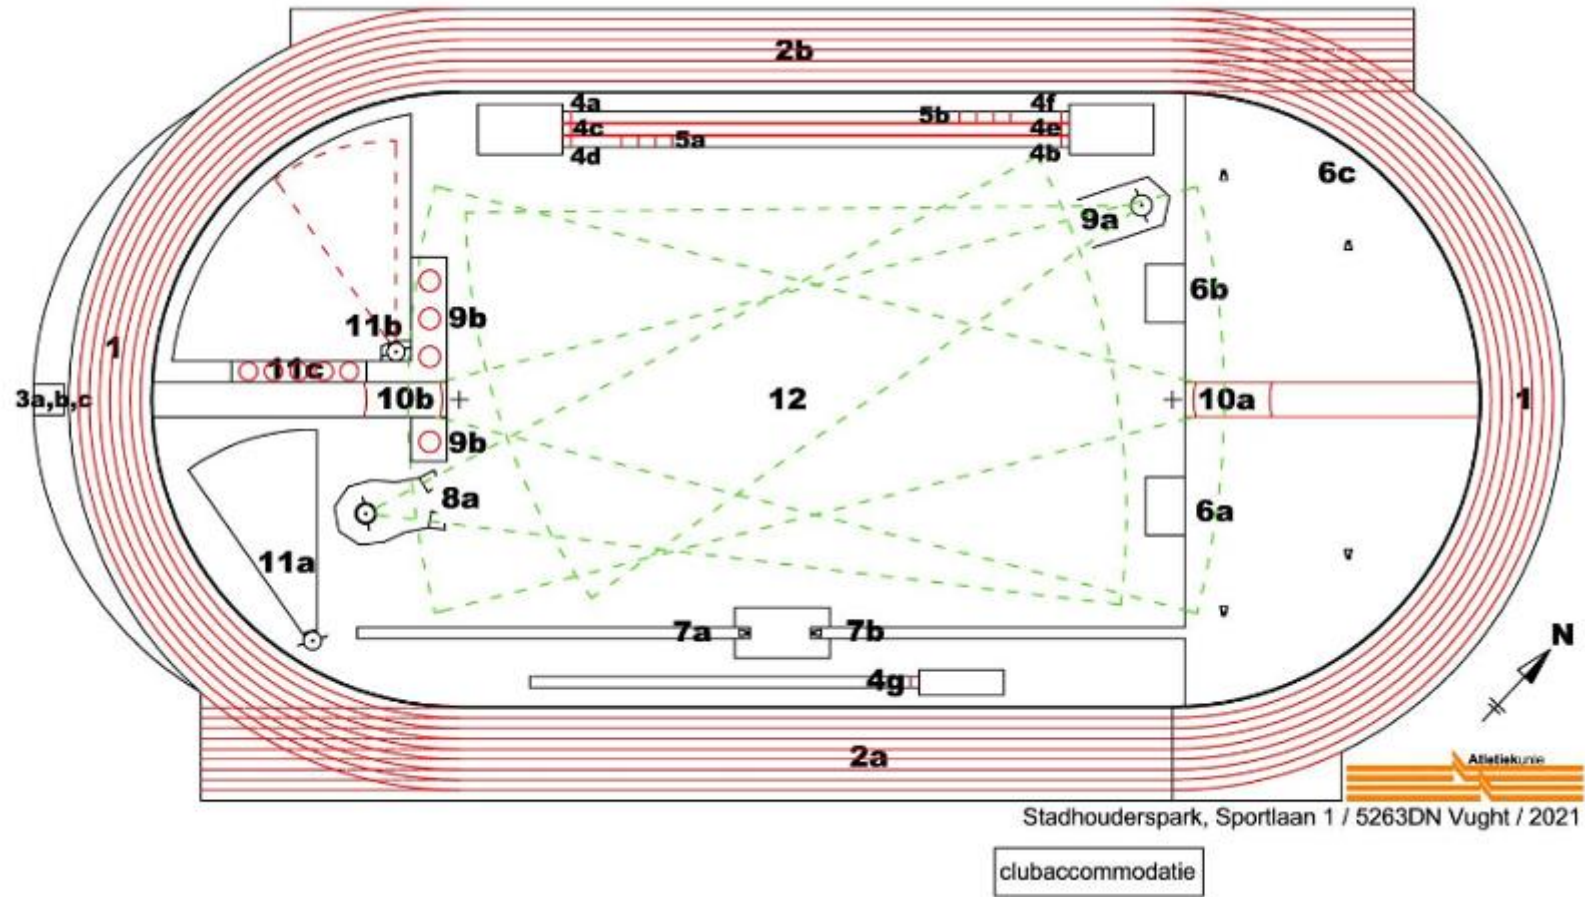 2b
4a
4f
5b
4c
4e
5a
4d
4b
6c
9a
6b
11b
9b
1
11c
3a,b,c
10b
12
10a
1
9b
8a
6a
11a
7a
7b
N
4g
2a
Atletiekunie
Stadhouderspark, Sportlaan 1 / 5263DN Vught / 2021
clubaccommodatie